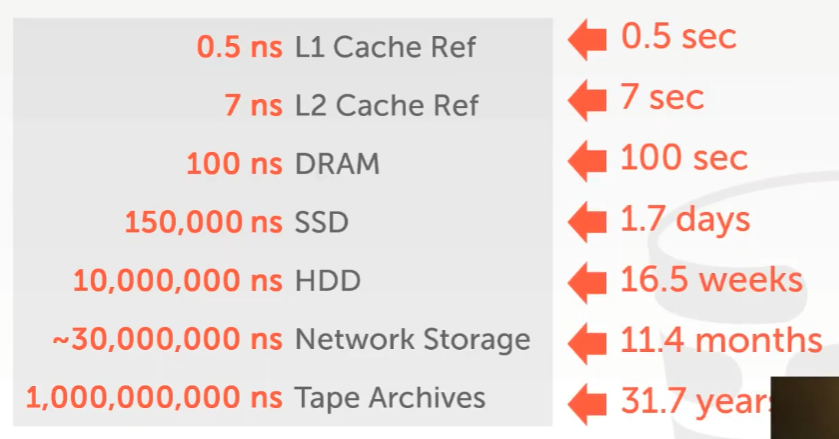 0.5 ns L1 Cache Ref 0.5 sec
7 ns L2 Cache Ref 7 sec
100 ns DRAM 100 sec
150,000 ns SSD 1.7 days
10,000,000 ns HDD 16.5 weeks
~30,000,000 ns Network Storage 11.4 months
1,000,000,000 ns Tape Archives 31.7 years